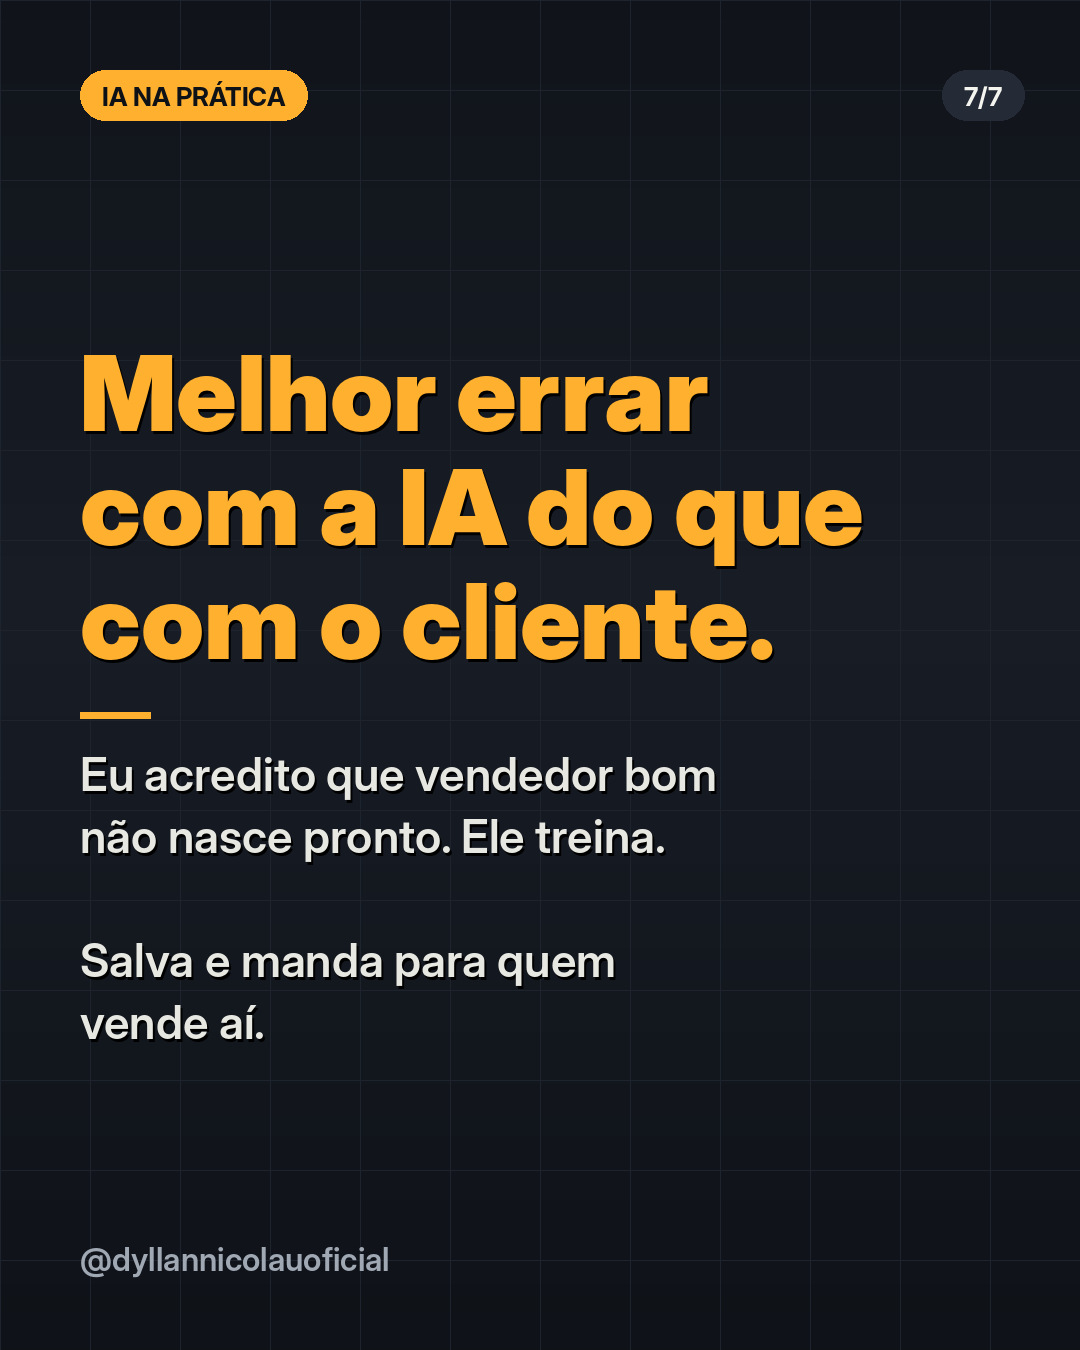 IA NA PRÁTICA
7/7
Melhor errar
com a IA do que
com o cliente.
Eu acredito que vendedor bom
não nasce pronto. Ele treina.
Salva e manda para quem
vende aí.
@dyllannicolauoficial